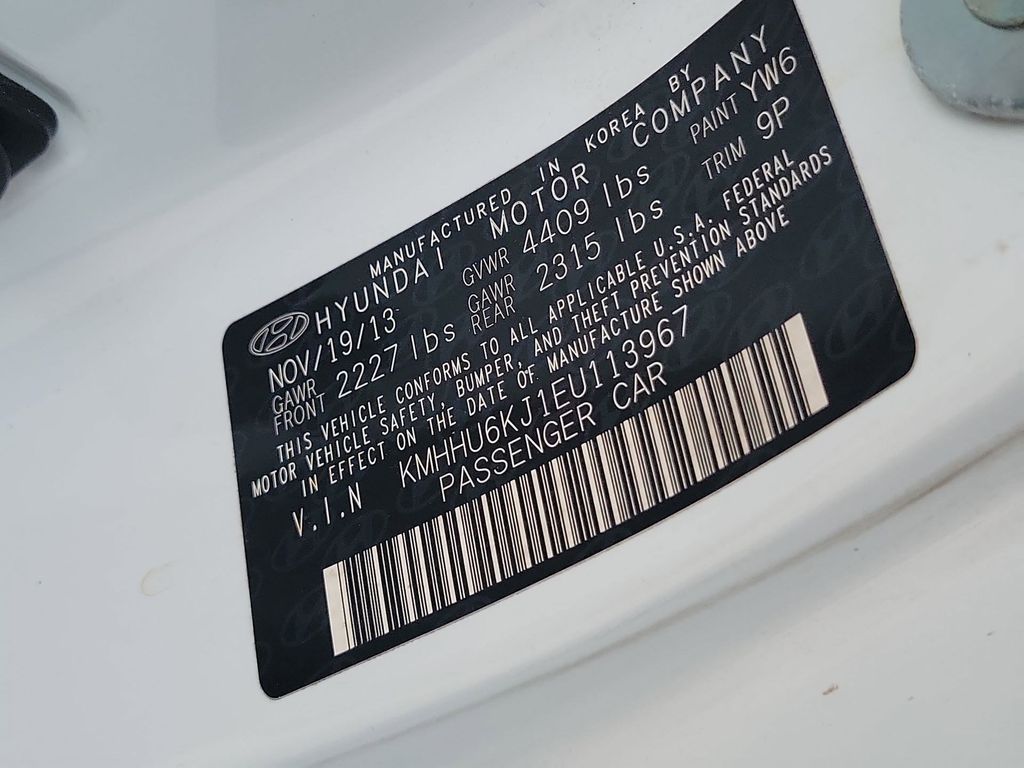 MANUFACTURED IN KOREA BY
HYUNDAI MOTOR COMPANY
NOV/19/13 GVWR 4409 lbs PAINT YW6
GAWR FRONT 2227 lbs GAWR REAR 2315 lbs TRIM 9P
THIS VEHICLE CONFORMS TO ALL APPLICABLE U.S.A. FEDERAL
MOTOR VEHICLE SAFETY, BUMPER, AND THEFT PREVENTION STANDARDS
IN EFFECT ON THE DATE OF MANUFACTURE SHOWN ABOVE
V.I.N KMHHU6KJ1EU113967
PASSENGER CAR